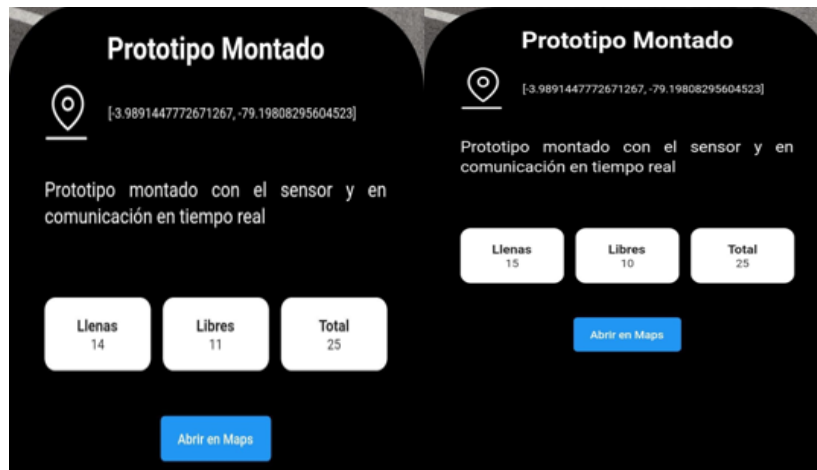 Prototipo Montado
[-3.9891447772671267, -79.19808295604523]
Prototipo montado con el sensor y en
comunicación en tiempo real
Llenas Libres Total
14 11 25
Abrir en Maps
Prototipo Montado
[-3.9891447772671267, -79.19808295604523]
Prototipo montado con el sensor y en
comunicación en tiempo real
Llenas Libres Total
15 10 25
Abrir en Maps